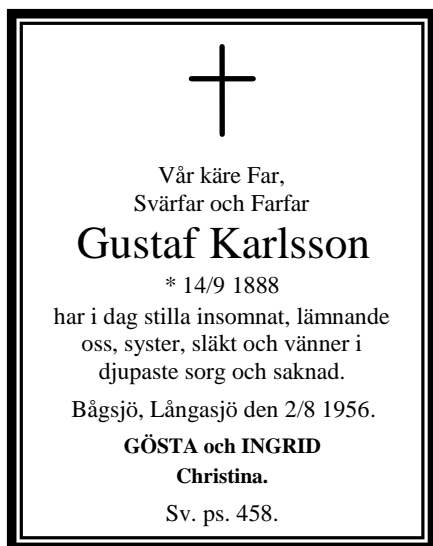 Vår käre Far,
Svärfar och Farfar
Gustaf Karlsson
* 14/9 1888
har i dag stilla insomnat, lämnande
oss, syster, släkt och vänner i
djupaste sorg och saknad.
Bågsjö, Långasjö den 2/8 1956.
GÖSTA och INGRID
Christina.
Sv. ps. 458.